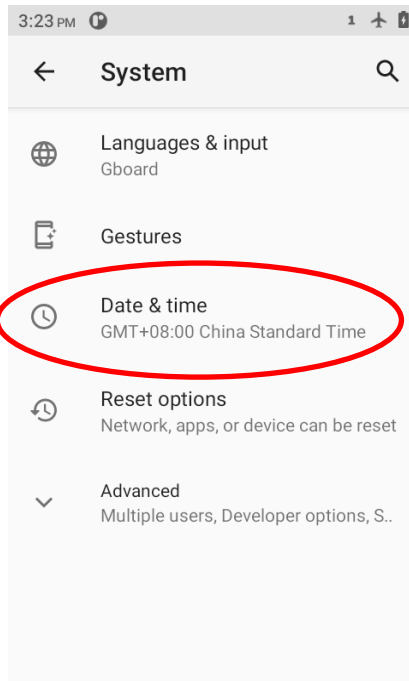 3:23 PM 1
System
Languages & input
Gboard
Gestures
Date & time
GMT+08:00 China Standard Time
Reset options
Network, apps, or device can be reset
Advanced
Multiple users, Developer options, S..